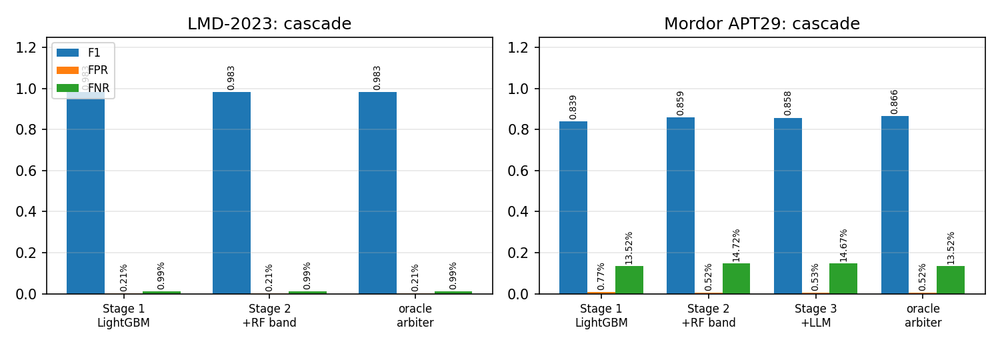 LMD-2023: cascade
1.2
1.0
0.8
0.6
0.4
0.2
0.0
F1
FPR
FNR
0.983
0.21%
0.99%
0.983
0.21%
0.99%
0.983
0.21%
0.99%
Stage 1
LightGBM
Stage 2
+RF band
oracle
arbiter
Mordor APT29: cascade
1.2
1.0
0.8
0.6
0.4
0.2
0.0
0.839
0.77%
13.52%
0.859
0.52%
14.72%
0.858
0.53%
14.67%
0.866
0.52%
13.52%
Stage 1
LightGBM
Stage 2
+RF band
Stage 3
+LLM
oracle
arbiter